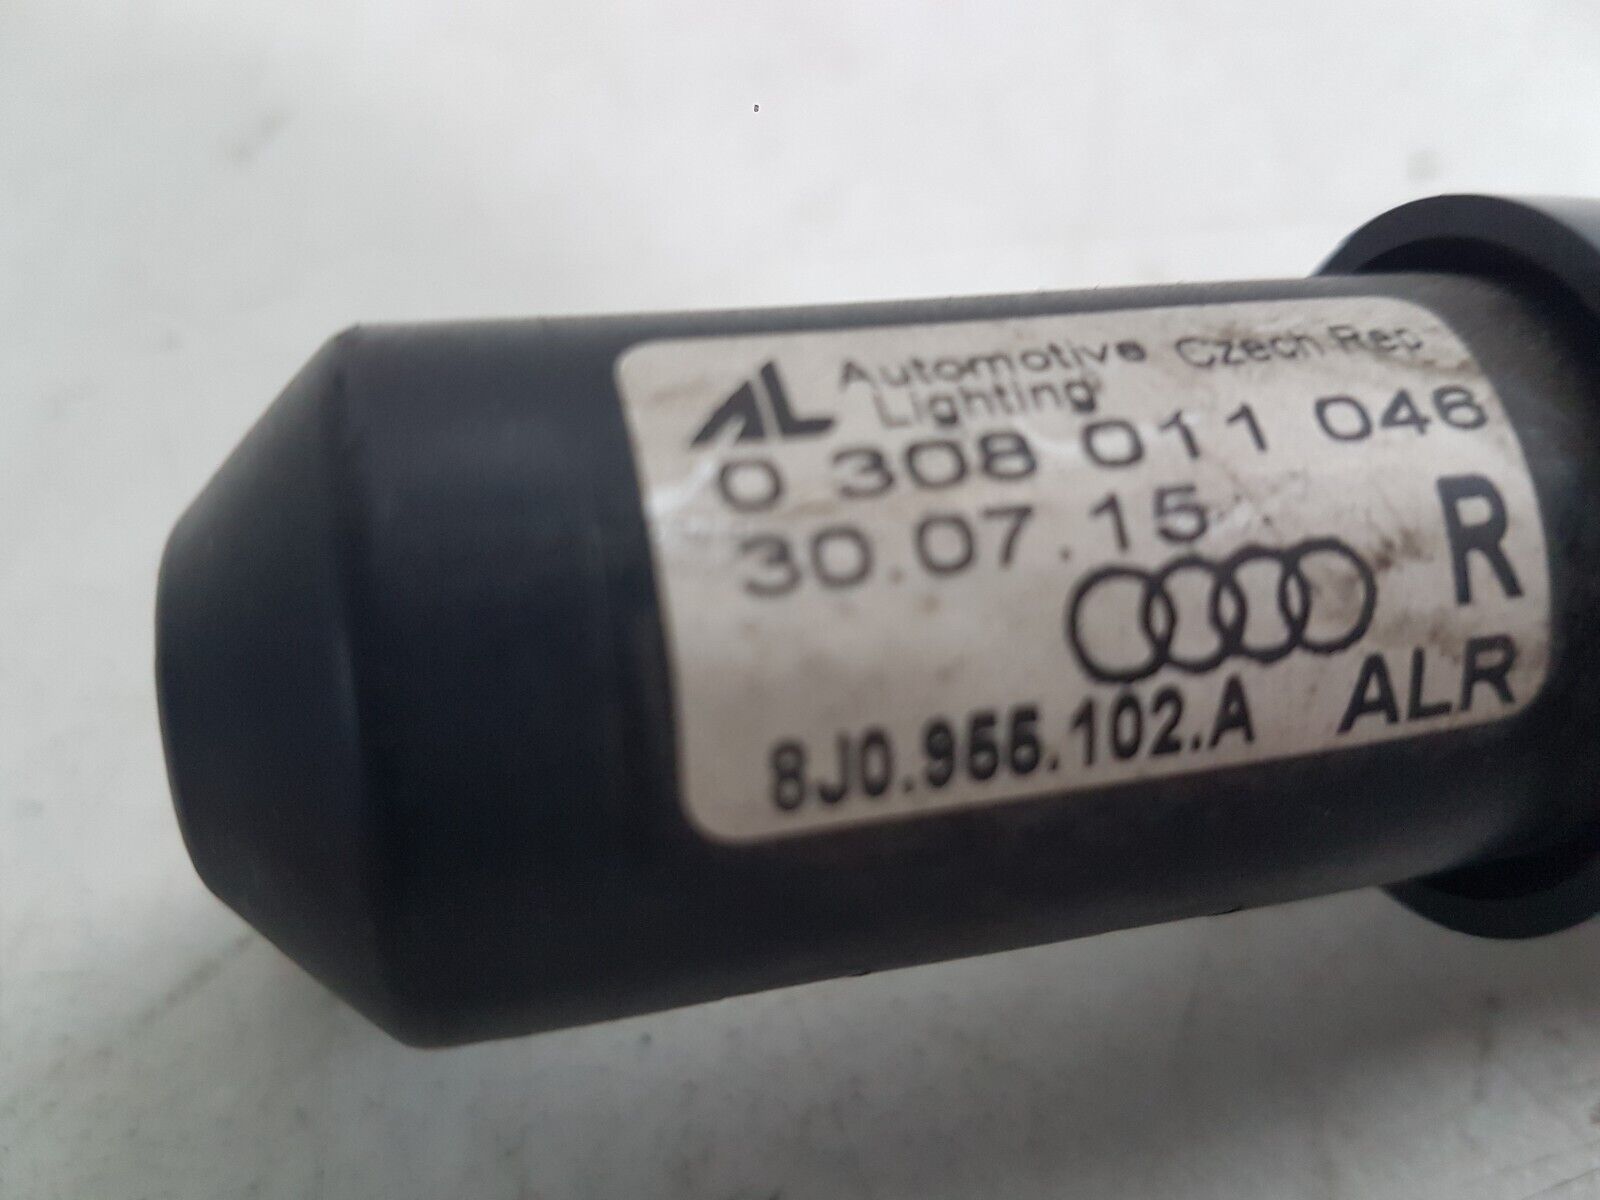 AL Automotive Czech Rep
Lighting
0 308 011 046
30.07.15
R
8J0.955.102.A ALR